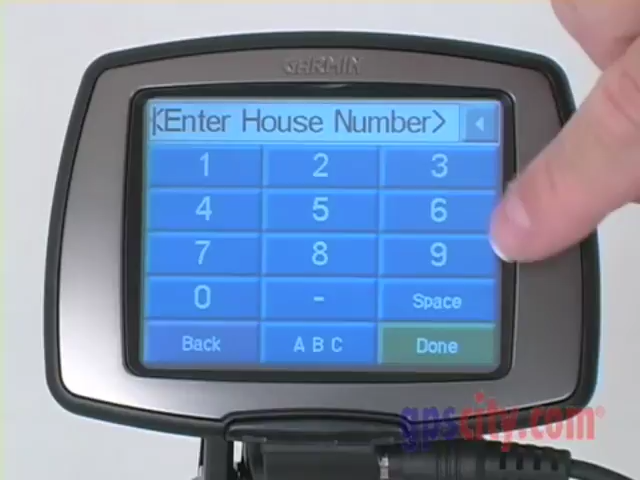 GARMIN
<Enter House Number>
1 2 3
4 5 6
7 8 9
0 - Space
Back A B C Done
gpscity.com®